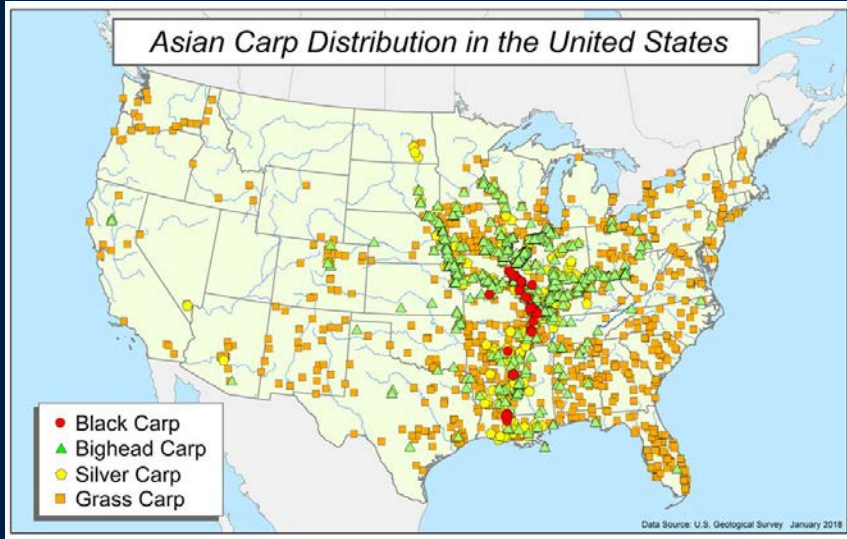 Asian Carp Distribution in the United States
Black Carp
Bighead Carp
Silver Carp
Grass Carp
Data Source: U.S. Geological Survey January 2018